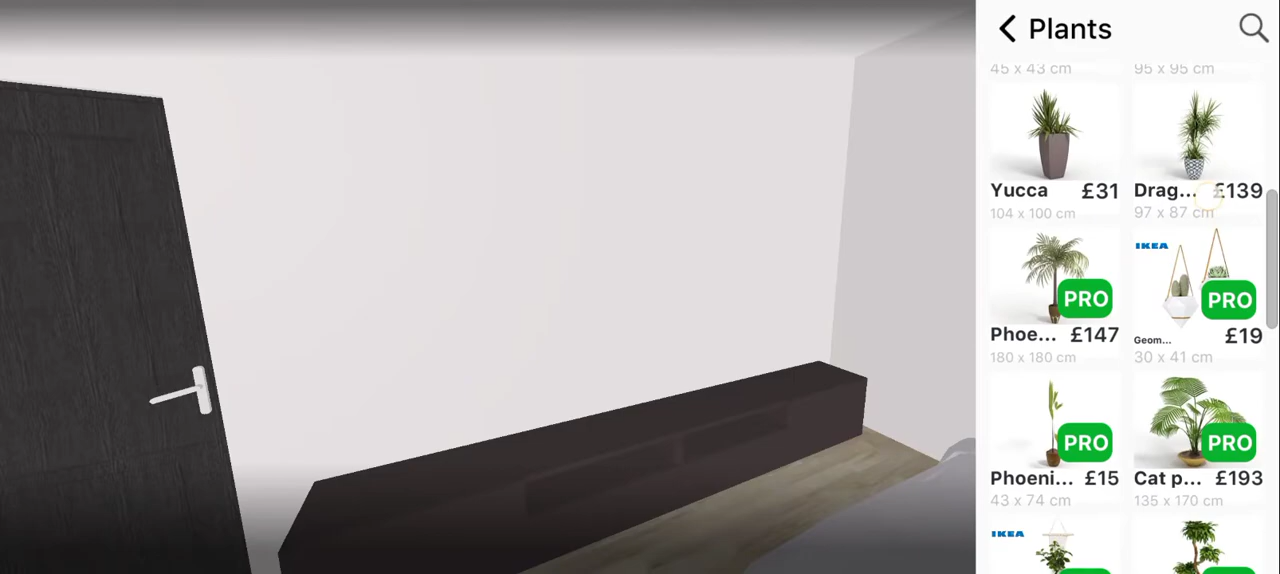 Plants
45 x 43 cm 95 x 95 cm
Yucca £31 Drag... £139
104 x 100 cm 97 x 87 cm
IKEA
PRO PRO
Phoe... £147 Geom... £19
180 x 180 cm 30 x 41 cm
PRO PRO
Phoeni... £15 Cat p... £193
43 x 74 cm 135 x 170 cm
IKEA